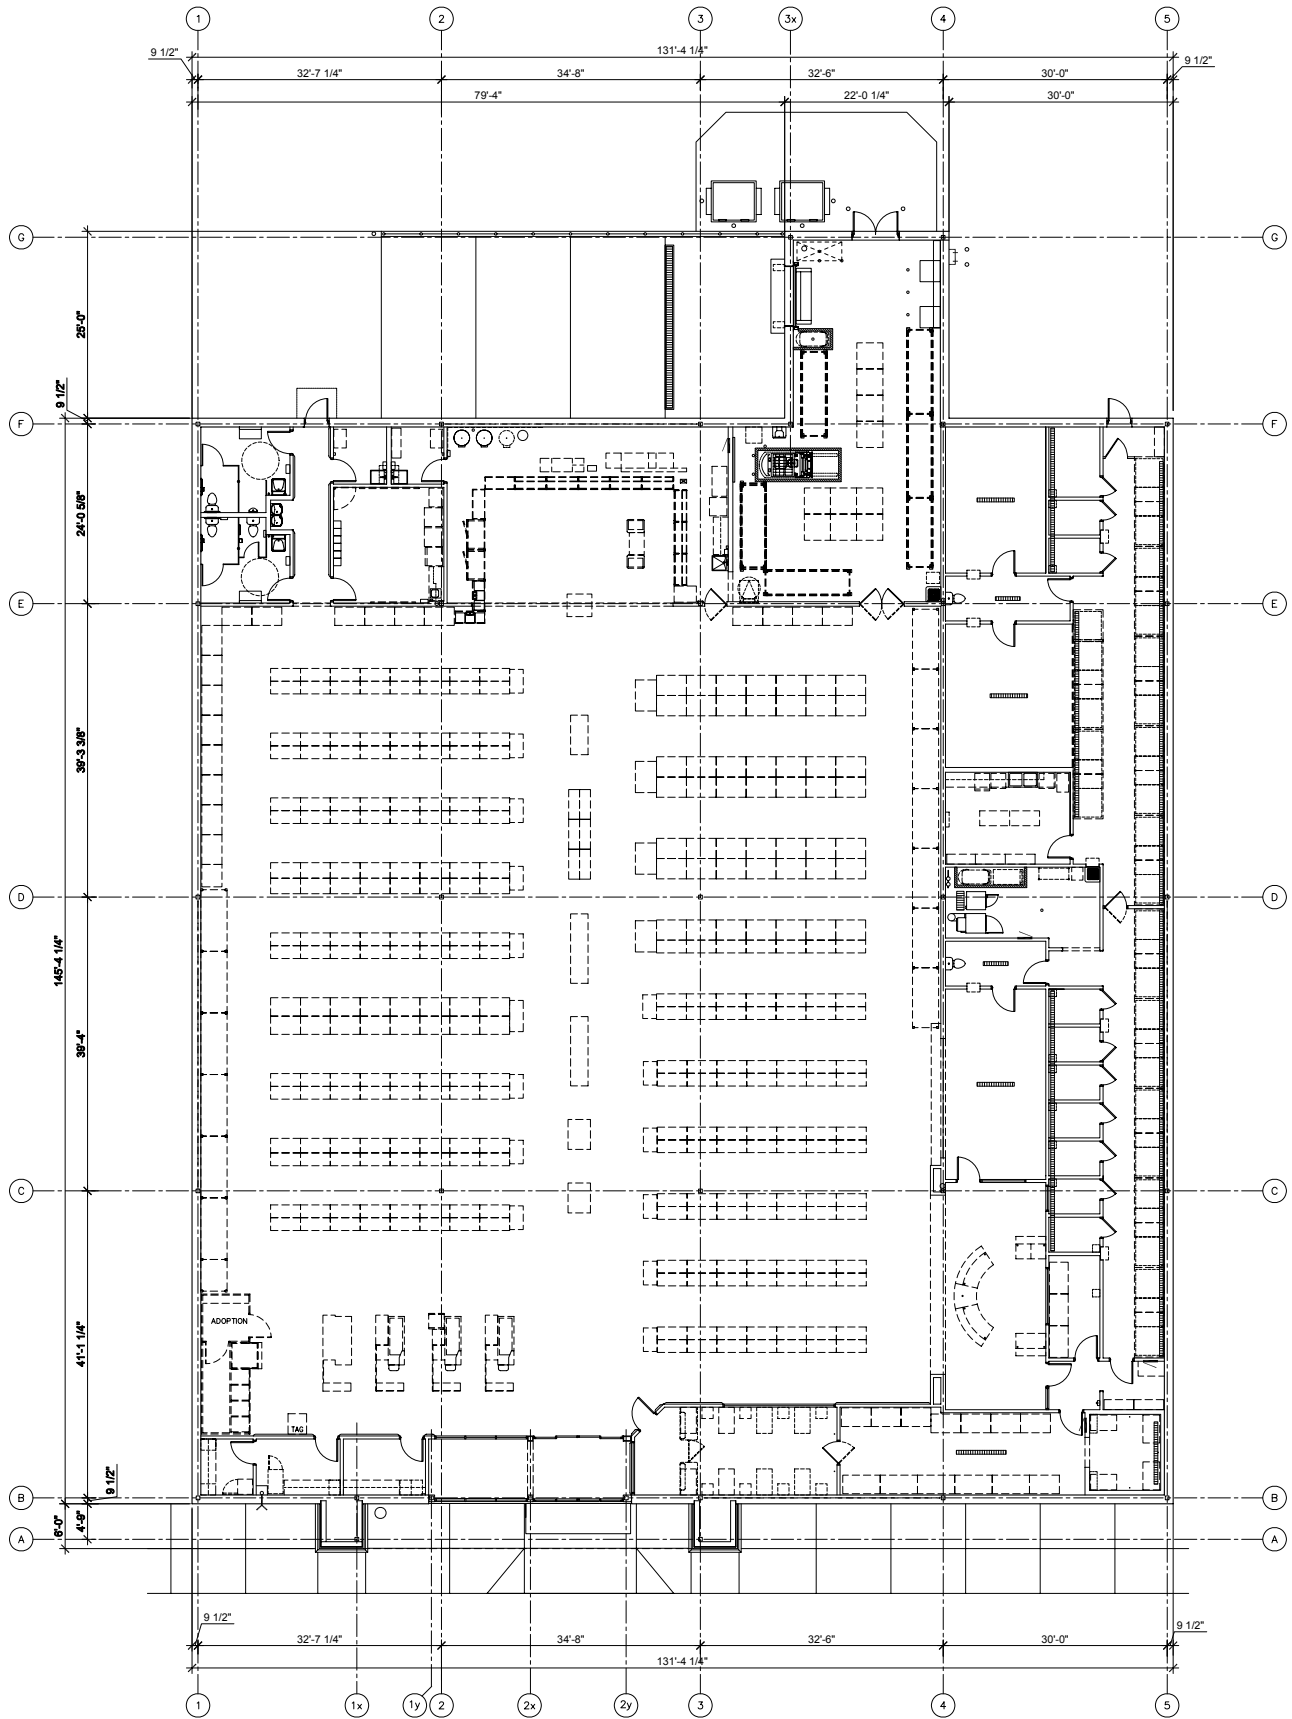 1 2 3 3x 4 5
131'-4 1/4"
9 1/2" 9 1/2"
32'-7 1/4" 34'-8" 32'-6" 30'-0"
79'-4" 22'-0 1/4" 30'-0"
G G
25'-0"
9 1/2"
F F
24'-0 5/8"
E E
39'-3 3/8"
D D
145'-4 1/4"
39'-4"
C C
ADOPTION
41'-1 1/4"
TAG
9 1/2"
B B
6'-0" 4'-9"
A A
9 1/2" 9 1/2"
32'-7 1/4" 34'-8" 32'-6" 30'-0"
131'-4 1/4"
1 1x 1y 2 2x 2y 3 4 5